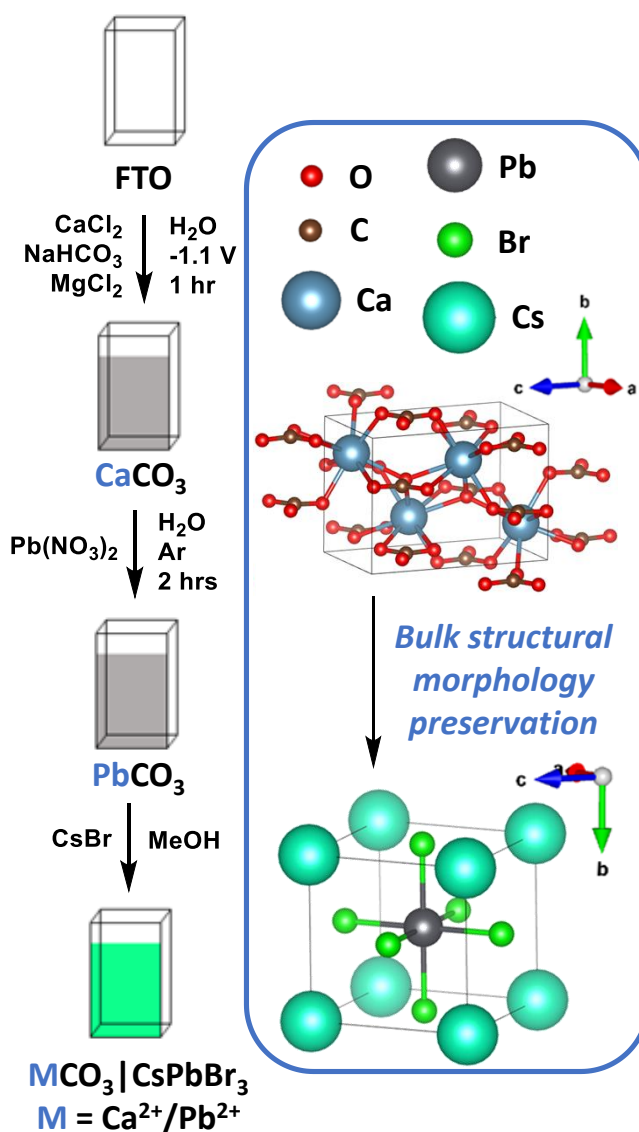 FTO
CaCl₂
NaHCO₃
MgCl₂
H₂O
-1.1 V
1 hr
CaCO₃
Pb(NO₃)₂
H₂O
Ar
2 hrs
PbCO₃
CsBr
MeOH
MCO₃|CsPbBr₃
M = Ca²⁺/Pb²⁺
O
Pb
C
Br
Ca
Cs
b
c
a
Bulk structural
morphology
preservation
a
c
b